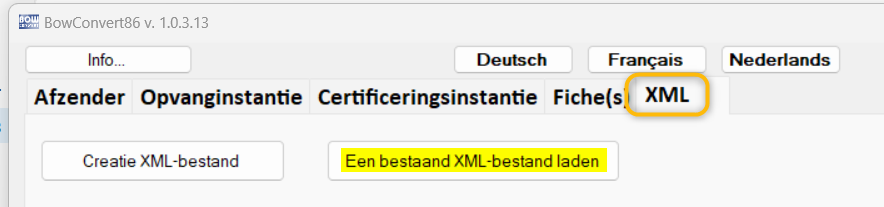 BOW BowConvert86 v. 1.0.3.13
Info... Deutsch Français Nederlands
Afzender Opvanginstantie Certificeringsinstantie Fiche(s) XML
Creatie XML-bestand Een bestaand XML-bestand laden